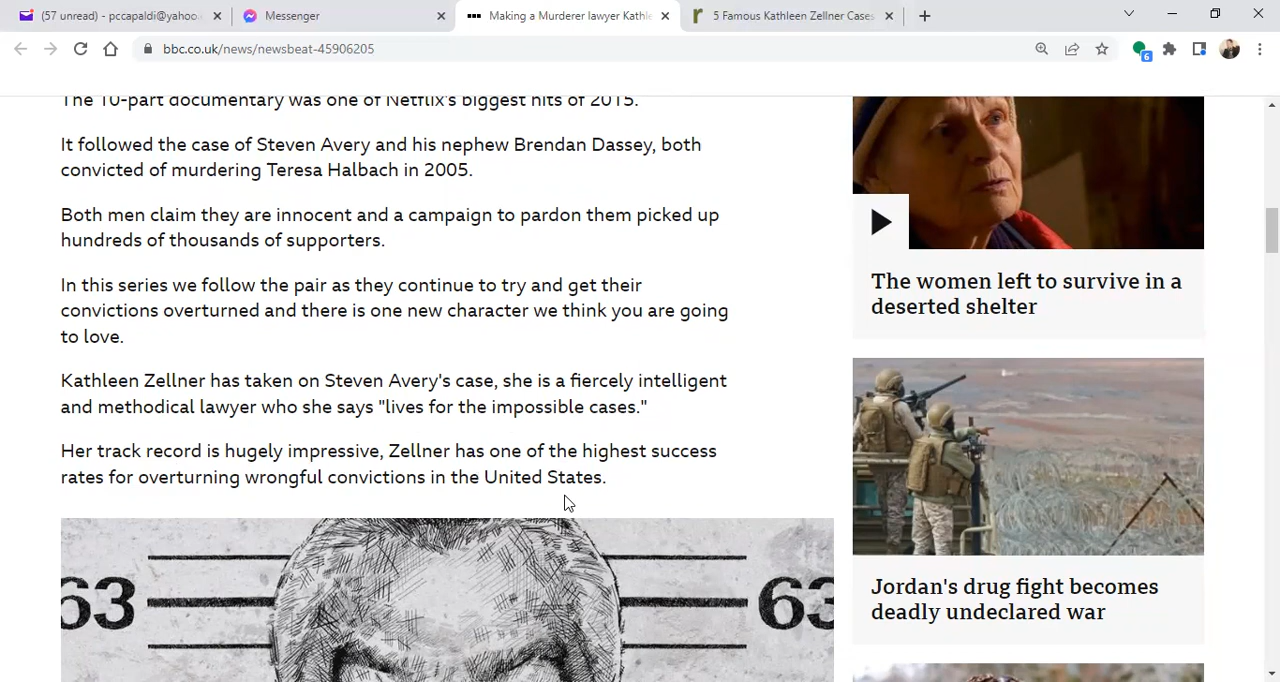 (57 unread) - pccapaldi@yahoo.
Messenger
Making a Murderer lawyer Kathle
5 Famous Kathleen Zellner Cases
bbc.co.uk/news/newsbeat-45906205
6
The 10-part documentary was one of Netflix's biggest hits of 2015.
It followed the case of Steven Avery and his nephew Brendan Dassey, both
convicted of murdering Teresa Halbach in 2005.
Both men claim they are innocent and a campaign to pardon them picked up
hundreds of thousands of supporters.
In this series we follow the pair as they continue to try and get their
convictions overturned and there is one new character we think you are going
to love.
Kathleen Zellner has taken on Steven Avery's case, she is a fiercely intelligent
and methodical lawyer who she says "lives for the impossible cases."
Her track record is hugely impressive, Zellner has one of the highest success
rates for overturning wrongful convictions in the United States.
63
63
The women left to survive in a
deserted shelter
Jordan's drug fight becomes
deadly undeclared war